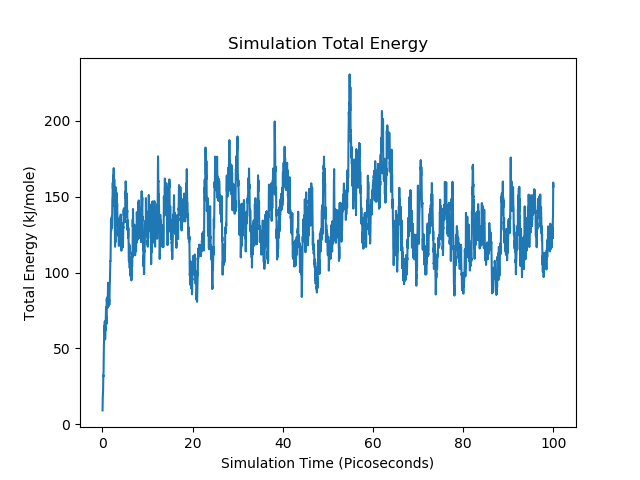 Simulation Total Energy
Total Energy (kJ/mole)
200
150
100
50
0
0 20 40 60 80 100
Simulation Time (Picoseconds)